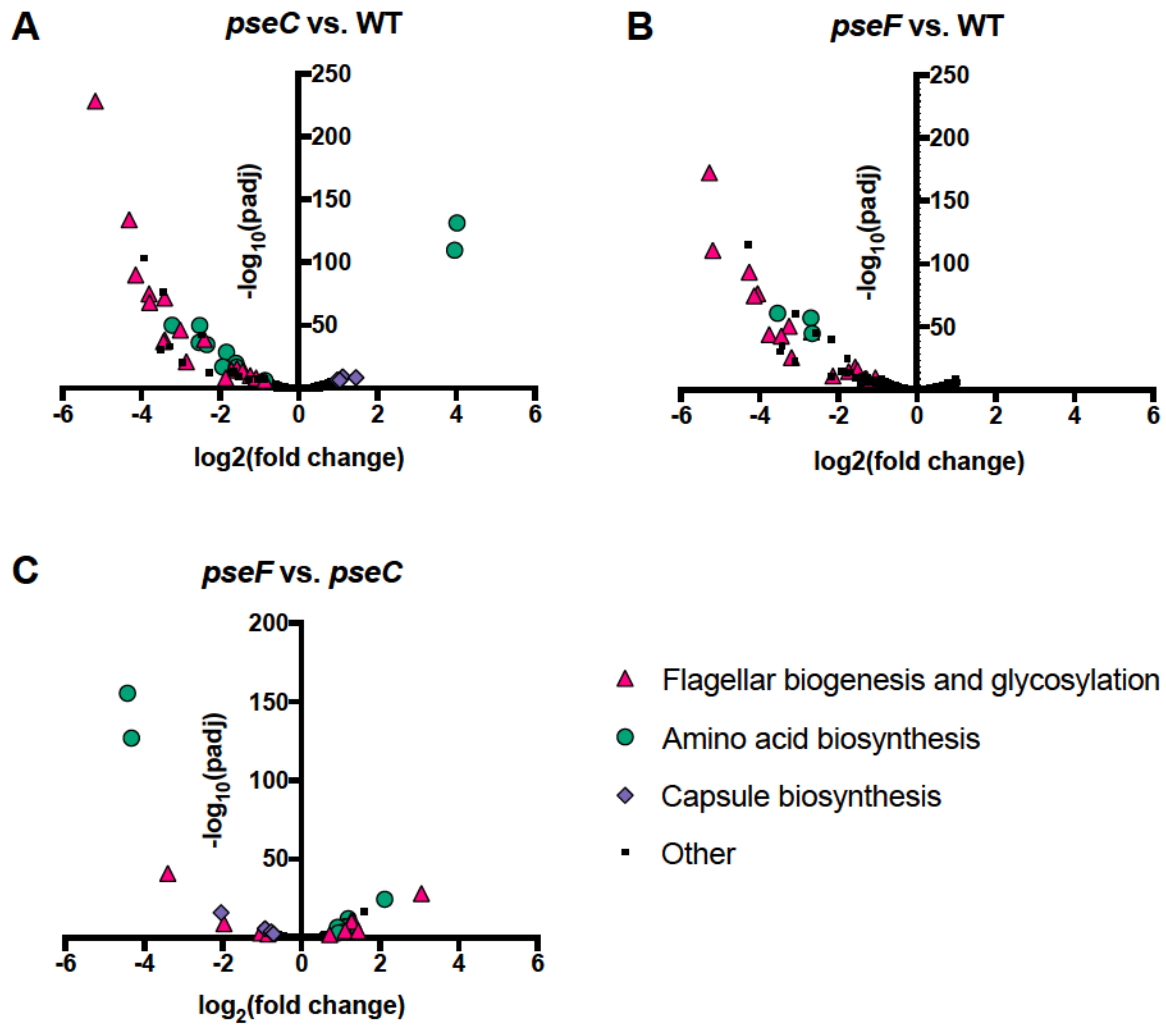 A
pseC vs. WT
250
200
150
100
50
-log10(padj)
-6
-4
-2
0
2
4
6
log2(fold change)
B
pseF vs. WT
250
200
150
100
50
-log10(padj)
-6
-4
-2
0
2
4
6
log2(fold change)
C
pseF vs. pseC
200
150
100
50
-log10(padj)
-6
-4
-2
0
2
4
6
log2(fold change)
Flagellar biogenesis and glycosylation
Amino acid biosynthesis
Capsule biosynthesis
Other